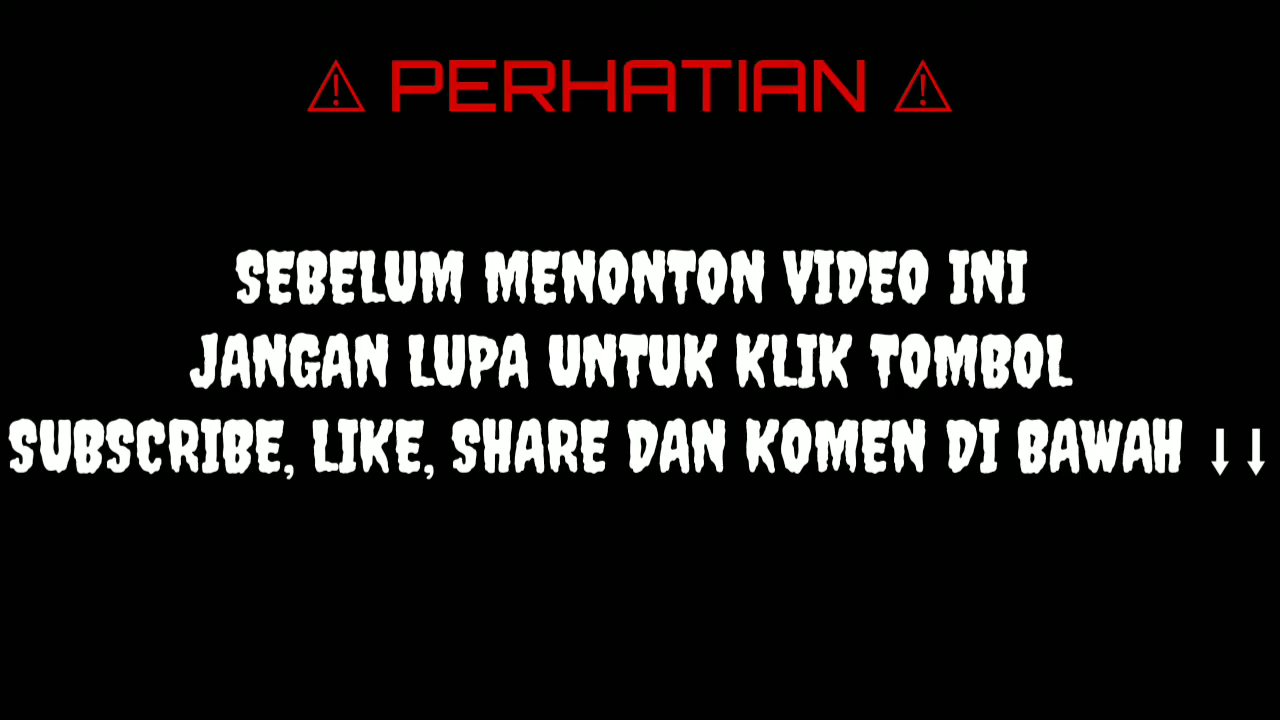 ⚠ PERHATIAN ⚠
SEBELUM MENONTON VIDEO INI
JANGAN LUPA UNTUK KLIK TOMBOL
SUBSCRIBE, LIKE, SHARE DAN KOMEN DI BAWAH ↓↓